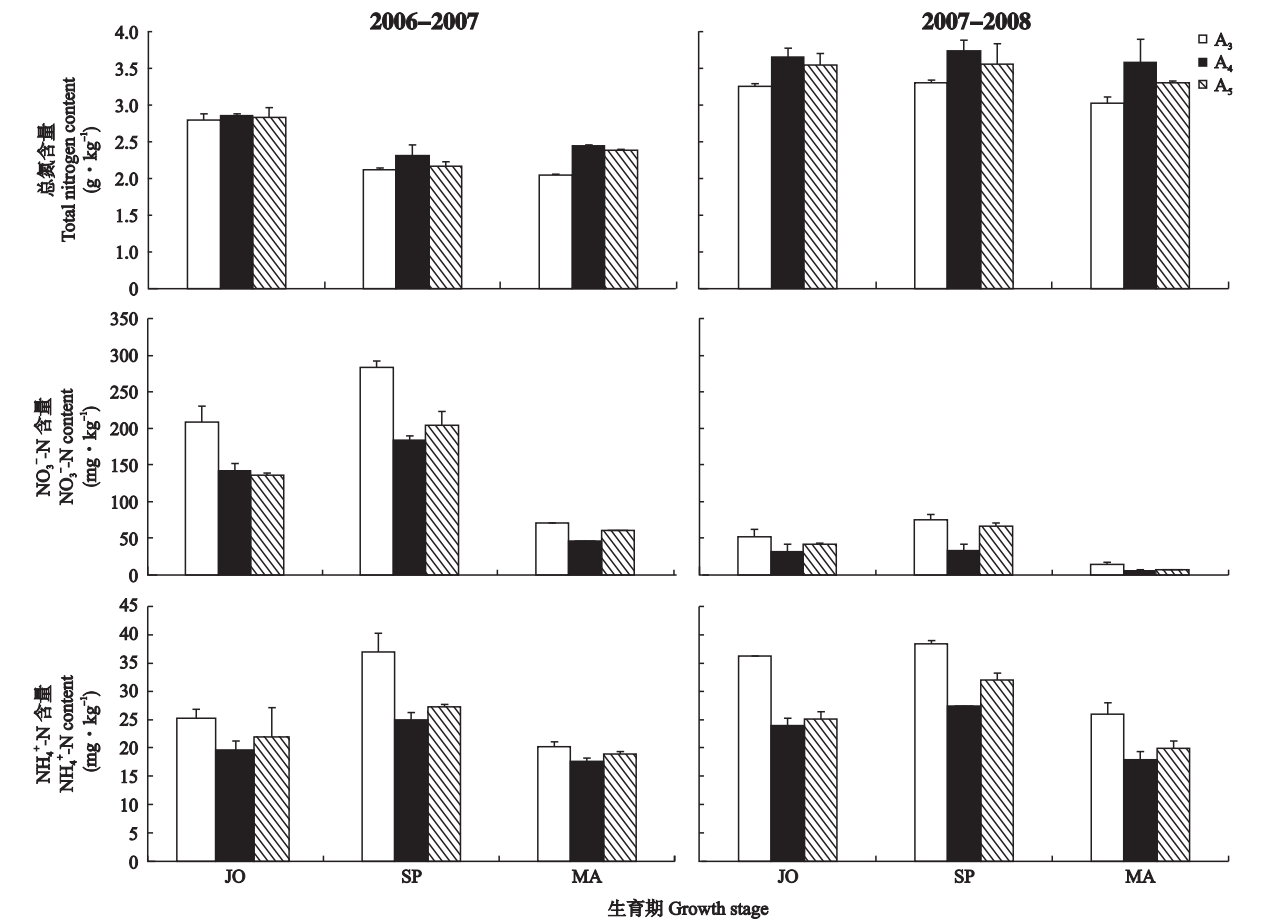 2006–2007
2007–2008
A₃
A₄
A₅
总氮含量
Total nitrogen content
(g·kg⁻¹)
4.0
3.5
3.0
2.5
2.0
1.5
1.0
0
NO₃⁻-N 含量
NO₃⁻-N content
(mg·kg⁻¹)
350
300
250
200
150
100
50
0
NH₄⁺-N 含量
NH₄⁺-N content
(mg·kg⁻¹)
45
40
35
30
25
20
15
10
5
0
JO SP MA JO SP MA
生育期 Growth stage